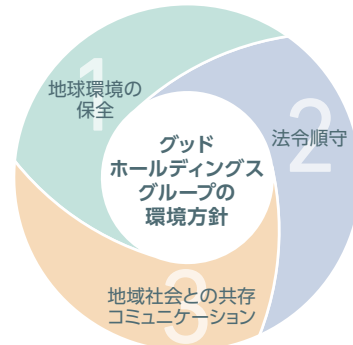 1
地球環境の
保全
2
法令順守
グッド
ホールディングス
グループの
環境方針
3
地域社会との共存
コミュニケーション